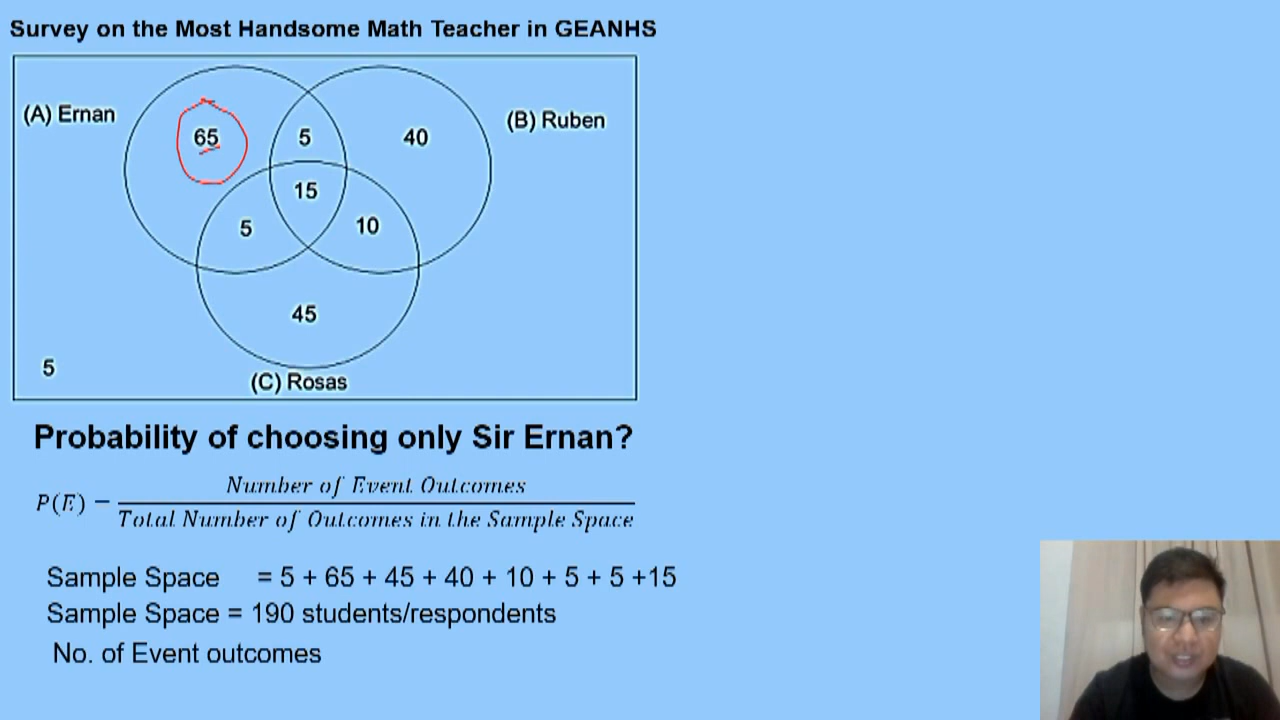 Survey on the Most Handsome Math Teacher in GEANHS
(A) Ernan
(B) Ruben
65
5
40
15
5
10
45
5
(C) Rosas
Probability of choosing only Sir Ernan?
P(E) = Number of Event Outcomes / Total Number of Outcomes in the Sample Space
Sample Space = 5 + 65 + 45 + 40 + 10 + 5 + 5 +15
Sample Space = 190 students/respondents
No. of Event outcomes